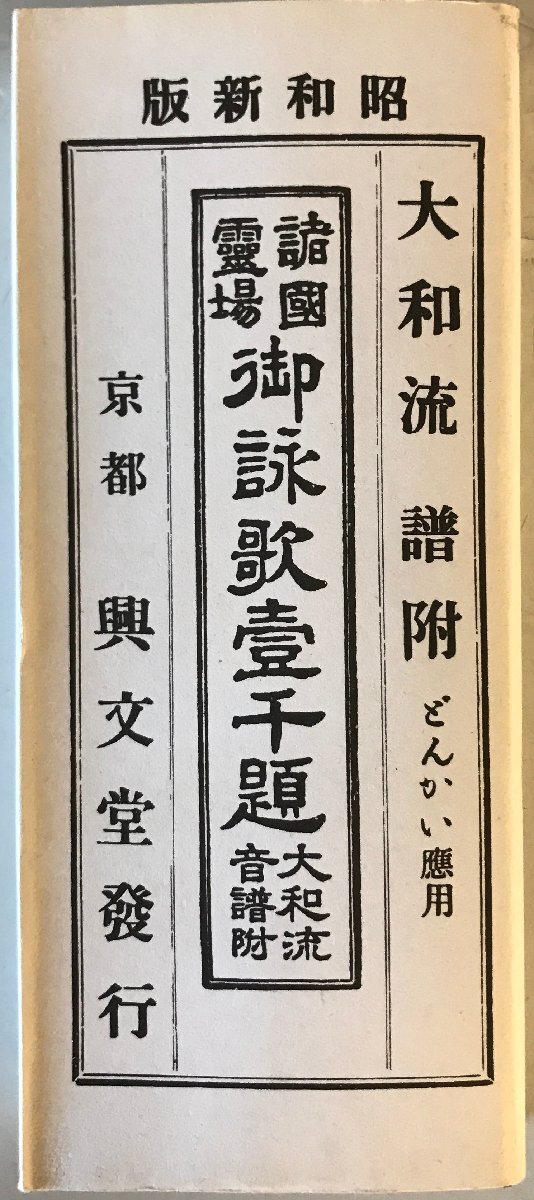 昭和新版
大和流 譜附 どんかい應用
諸國
靈場
御詠歌壹千題
大和流
音譜附
京都 興文堂發行